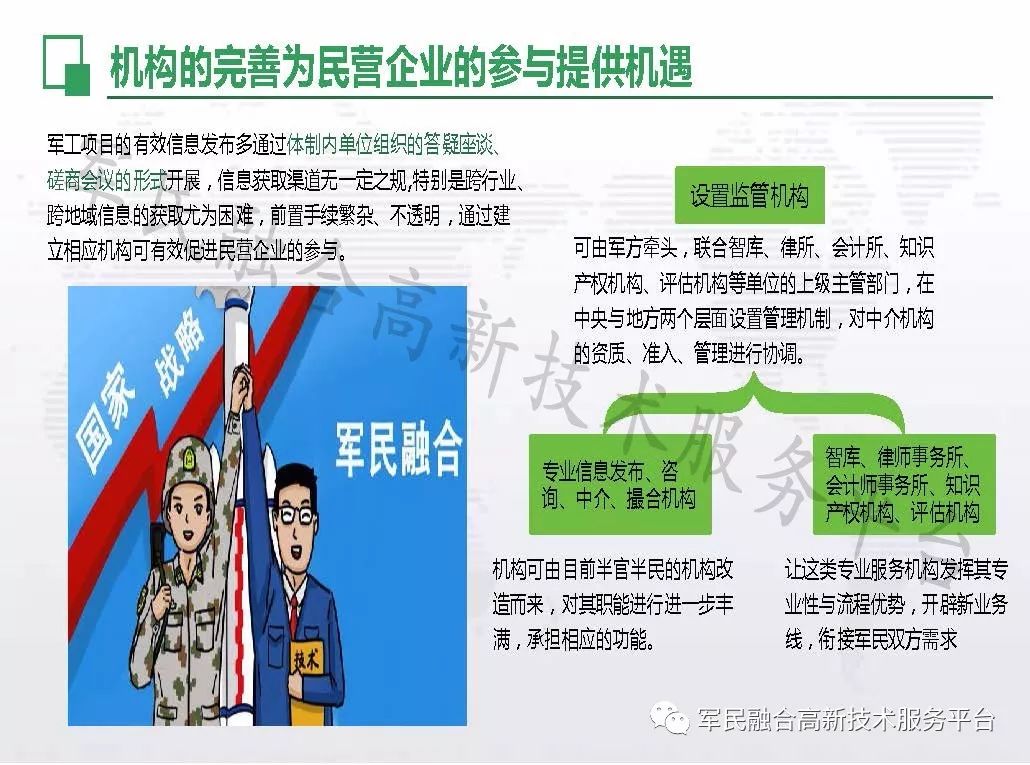 机构的完善为民营企业的参与提供机遇
军工项目的有效信息发布多通过体制内单位组织的答疑座谈、
磋商会议的形式开展，信息获取渠道无一定之规,特别是跨行业、
跨地域信息的获取尤为困难，前置手续繁杂、不透明，通过建
立相应机构可有效促进民营企业的参与。
国家 战略
军民融合
技术
设置监管机构
可由军方牵头，联合智库、律所、会计所、知识
产权机构、评估机构等单位的上级主管部门，在
中央与地方两个层面设置管理机制，对中介机构
的资质、准入、管理进行协调。
专业信息发布、咨
询、中介、撮合机构
机构可由目前半官半民的机构改
造而来，对其职能进行进一步丰
满，承担相应的功能。
智库、律师事务所、
会计师事务所、知识
产权机构、评估机构
让这类专业服务机构发挥其专
业性与流程优势，开辟新业务
线，衔接军民双方需求
军民融合高新技术服务平台
军民融合高新技术服务平台